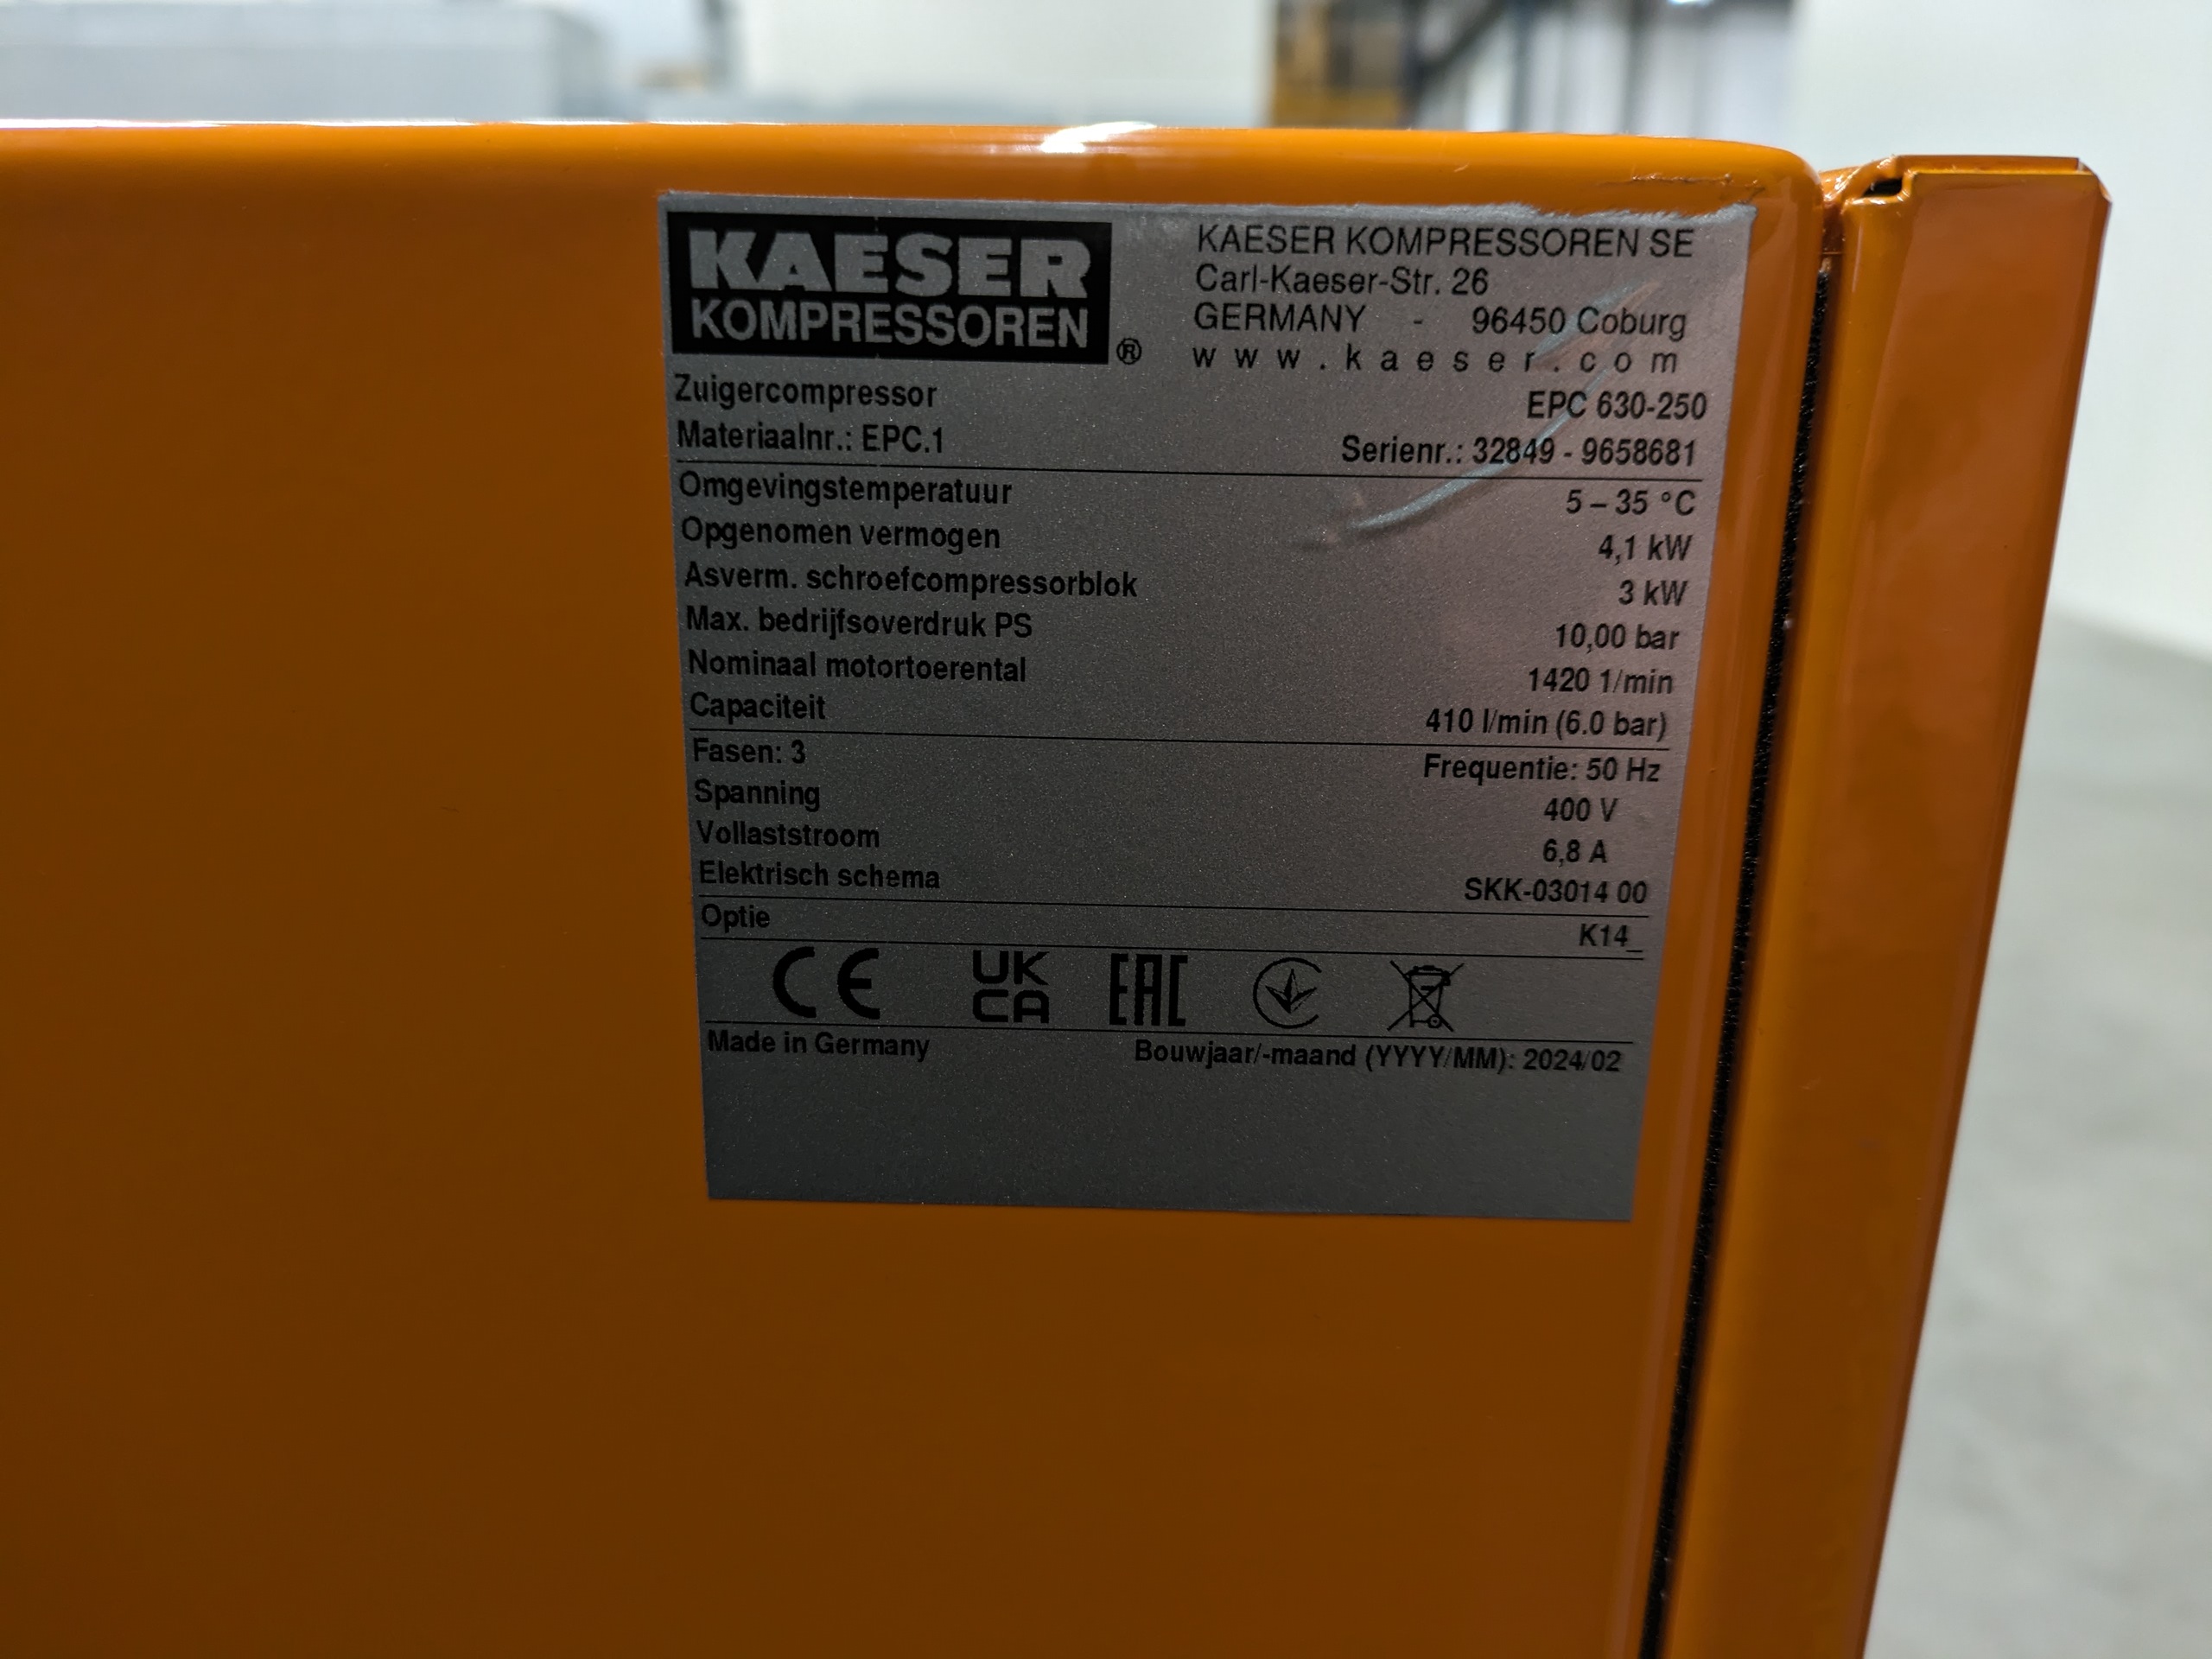 KAESER
KOMPRESSOREN
®
KAESER KOMPRESSOREN SE
Carl-Kaeser-Str. 26
GERMANY - 96450 Coburg
www.kaeser.com
Zuigercompressor EPC 630-250
Materiaalnr.: EPC.1 Serienr.: 32849 - 9658681
Omgevingstemperatuur 5 – 35 °C
Opgenomen vermogen 4,1 kW
Asverm. schroefcompressorblok 3 kW
Max. bedrijfsoverdruk PS 10,00 bar
Nominaal motortoerental 1420 1/min
Capaciteit 410 l/min (6.0 bar)
Fasen: 3 Frequentie: 50 Hz
Spanning 400 V
Vollaststroom 6,8 A
Elektrisch schema SKK-03014 00
Optie K14_
CE UK CA EAC
Made in Germany Bouwjaar/-maand (YYYY/MM): 2024/02